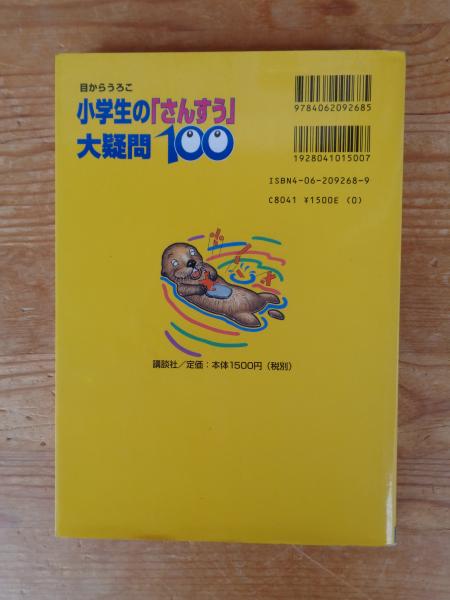 目からうろこ
小学生の「さんすう」
大疑問100
9784062092685
1928041015007
ISBN4-06-209268-9
C8041 ¥1500E (0)
講談社／定価：本体1500円（税別）